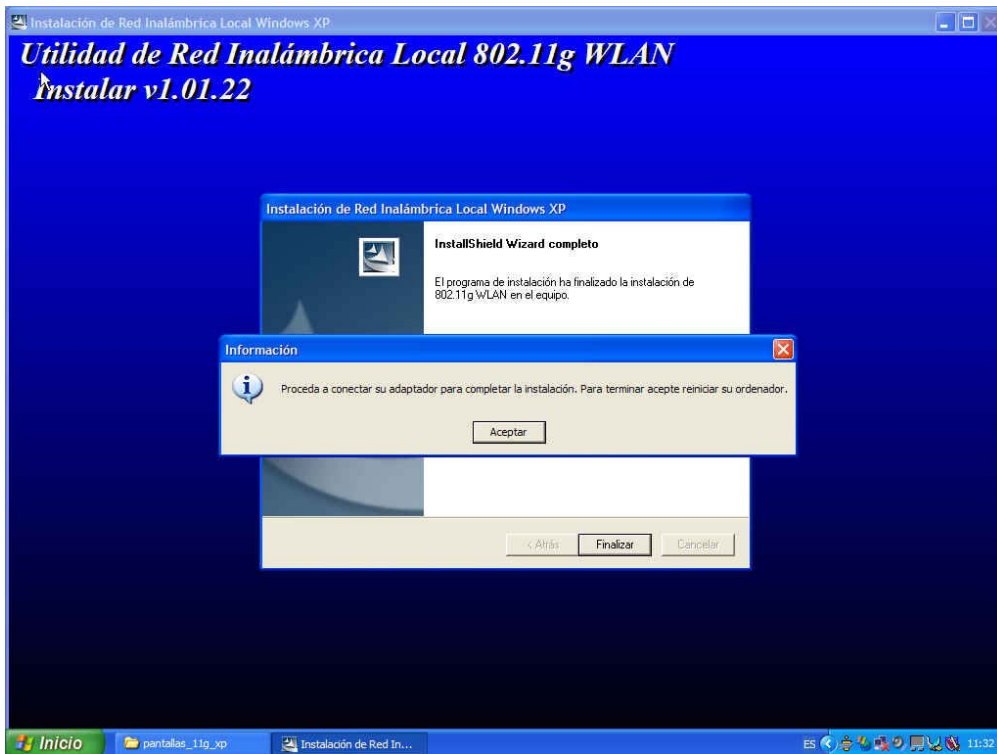 Instalación de Red Inalámbrica Local Windows XP
Utilidad de Red Inalámbrica Local 802.11g WLAN
Instalar v1.01.22
Instalación de Red Inalámbrica Local Windows XP
InstallShield Wizard completo
El programa de instalación ha finalizado la instalación de
802.11g WLAN en el equipo.
Información
Proceda a conectar su adaptador para completar la instalación. Para terminar acepte reiniciar su ordenador.
Aceptar
< Atrás
Finalizar
Cancelar
Inicio
pantallas_11g_xp
Instalación de Red In...
ES
11:32